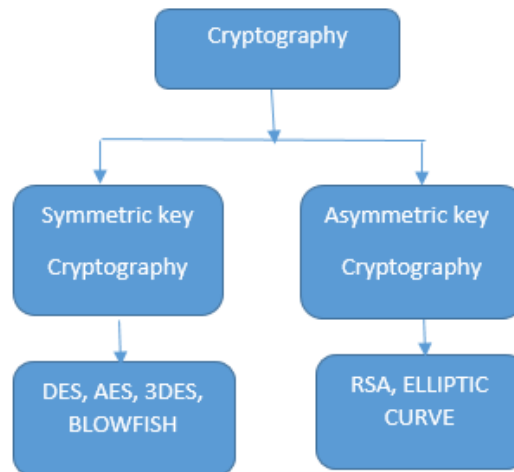 Cryptography
Symmetric key
Cryptography
Asymmetric key
Cryptography
DES, AES, 3DES,
BLOWFISH
RSA, ELLIPTIC
CURVE